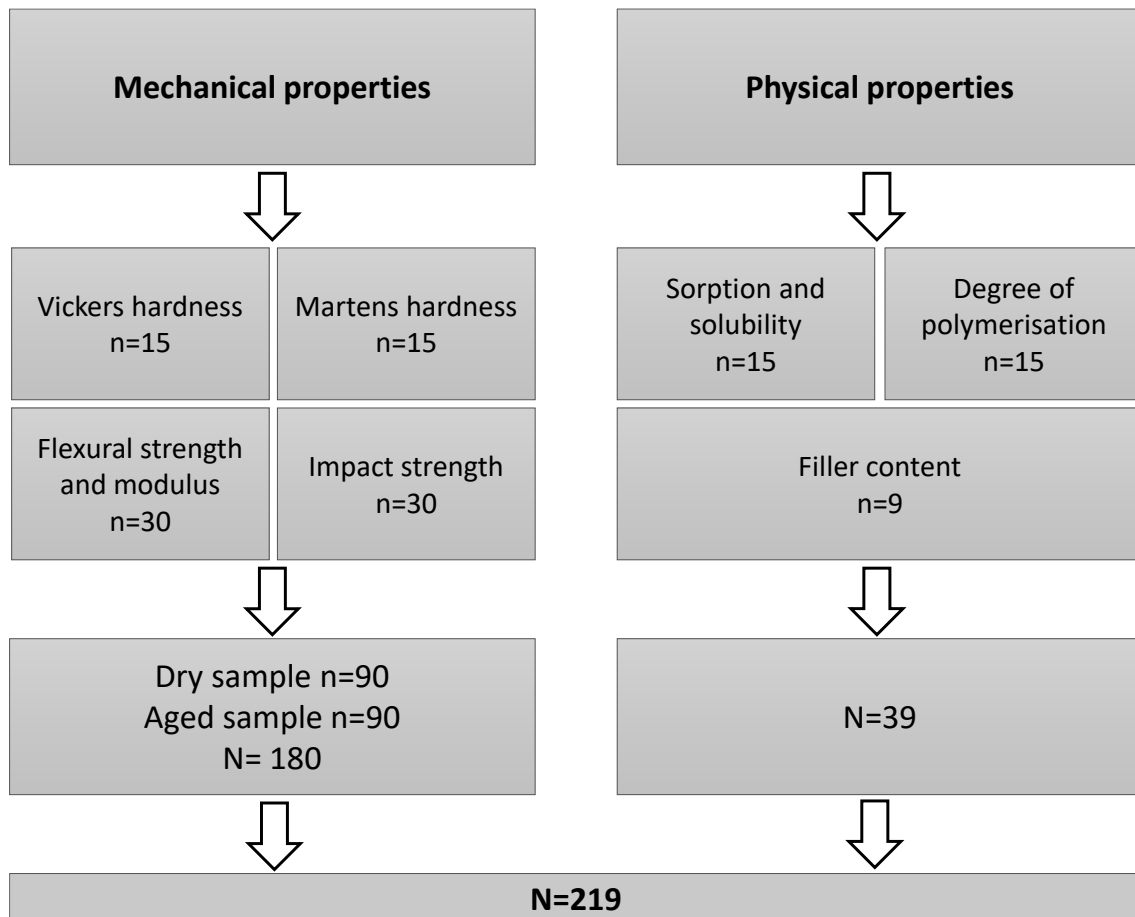 Mechanical properties
Physical properties
Vickers hardness
n=15
Martens hardness
n=15
Sorption and
solubility
n=15
Degree of
polymerisation
n=15
Flexural strength
and modulus
n=30
Impact strength
n=30
Filler content
n=9
Dry sample n=90
Aged sample n=90
N= 180
N=39
N=219